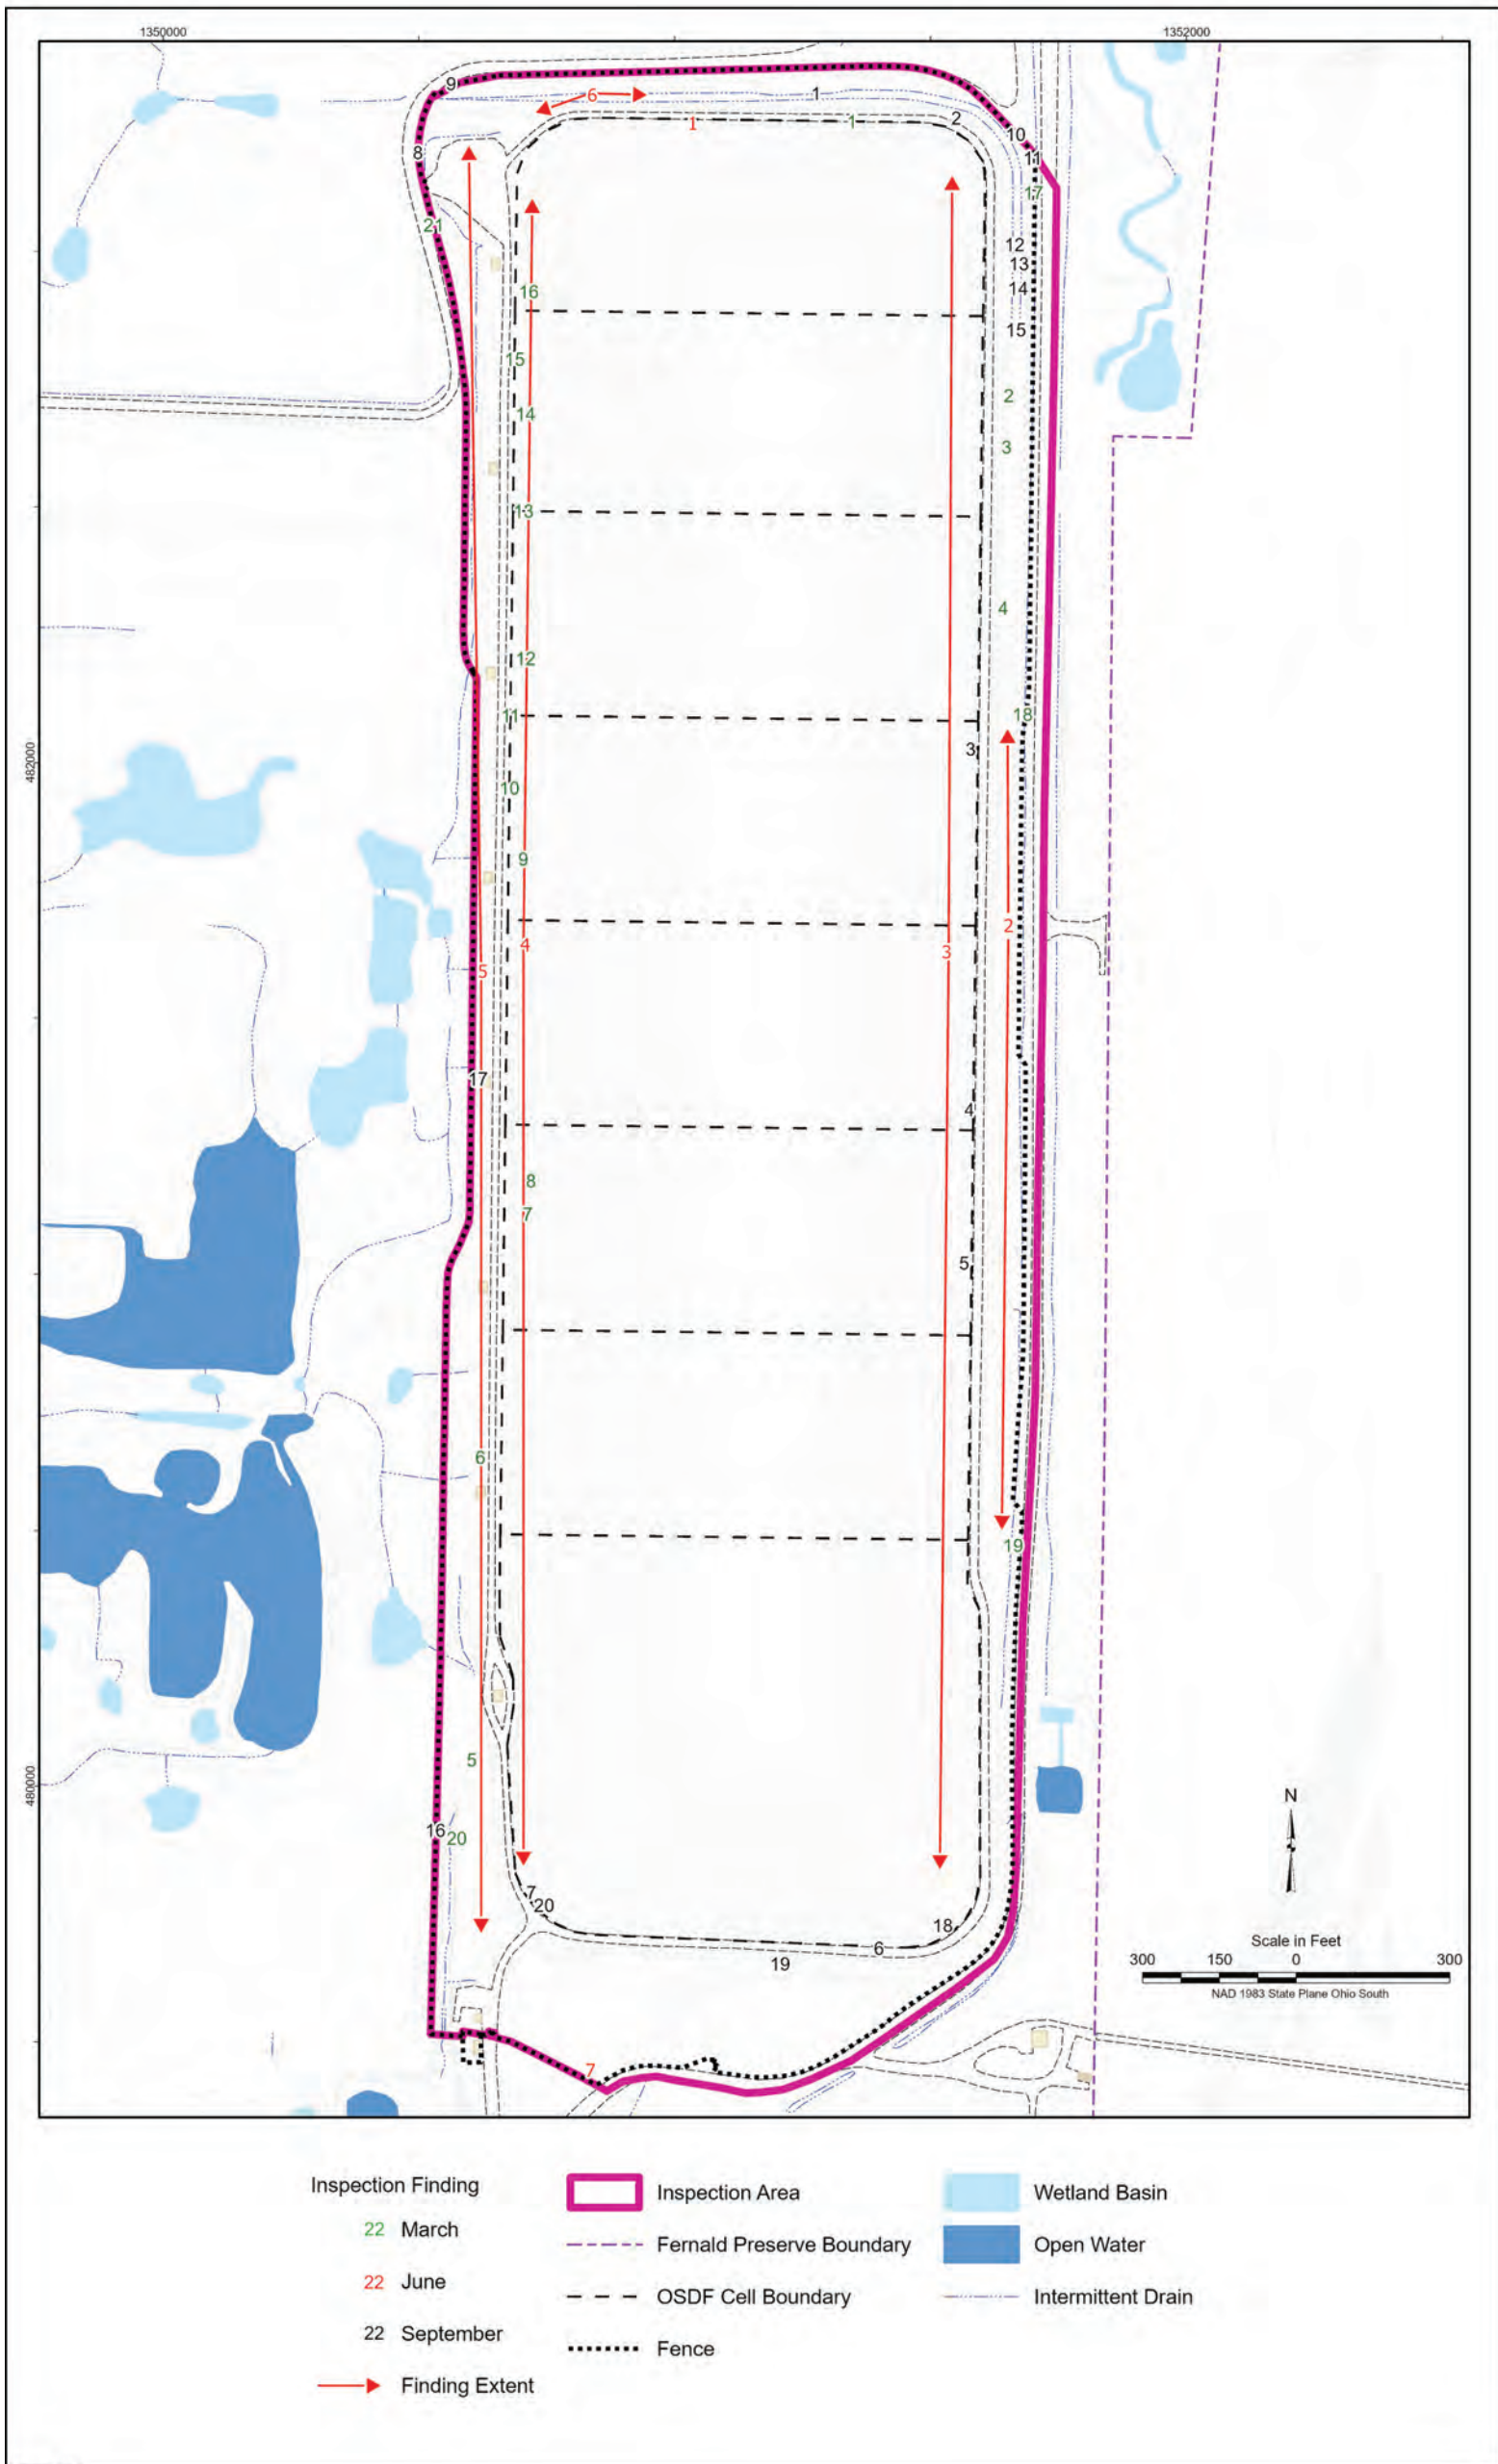 1350000 1352000
9
6 1
1 1 2
10
8 11
17
21
12
13
16 14
15
15
2
14
3
13
4
12
11 18
3
482000
10
9
2
4 3
5
17
4
8
7
5
6
19
5
480000
N
16 20
7
20
18
6
19
Scale in Feet
300 150 0 300
NAD 1983 State Plane Ohio South
7
Inspection Finding
22 March
22 June
22 September
Finding Extent
Inspection Area
Fernald Preserve Boundary
OSDF Cell Boundary
Fence
Wetland Basin
Open Water
Intermittent Drain